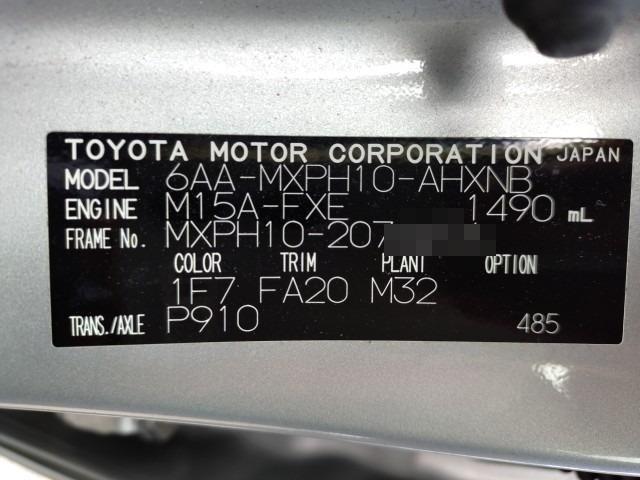 TOYOTA MOTOR CORPORATION JAPAN
MODEL 6AA-MXPH10-AHXNB
ENGINE M15A-FXE 1490 mL
FRAME No. MXPH10-207
COLOR TRIM PLANT OPTION
1F7 FA20 M32
TRANS./AXLE P910 485